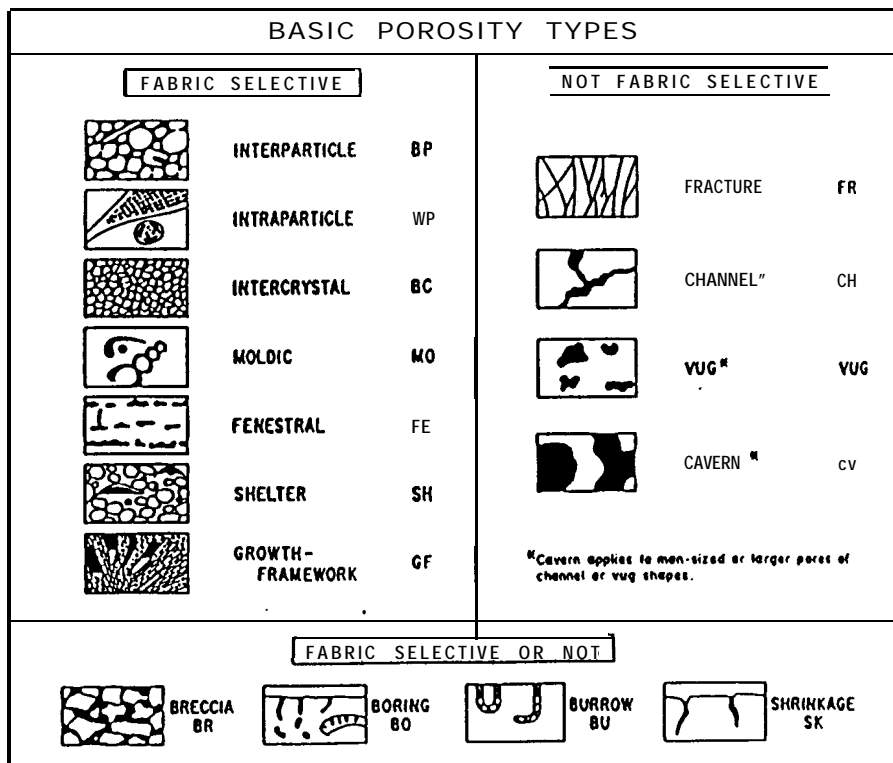 BASIC POROSITY TYPES
FABRIC SELECTIVE
INTERPARTICLE BP
INTRAPARTICLE WP
INTERCRYSTAL BC
MOLDIC MO
FENESTRAL FE
SHELTER SH
GROWTH-
FRAMEWORK GF
NOT FABRIC SELECTIVE
FRACTURE FR
CHANNEL" CH
VUG* VUG
CAVERN * CV
*Cavern applies to man-sized or larger pores of
channel or vug shapes.
FABRIC SELECTIVE OR NOT
BRECCIA
BR
BORING
BO
BURROW
BU
SHRINKAGE
SK